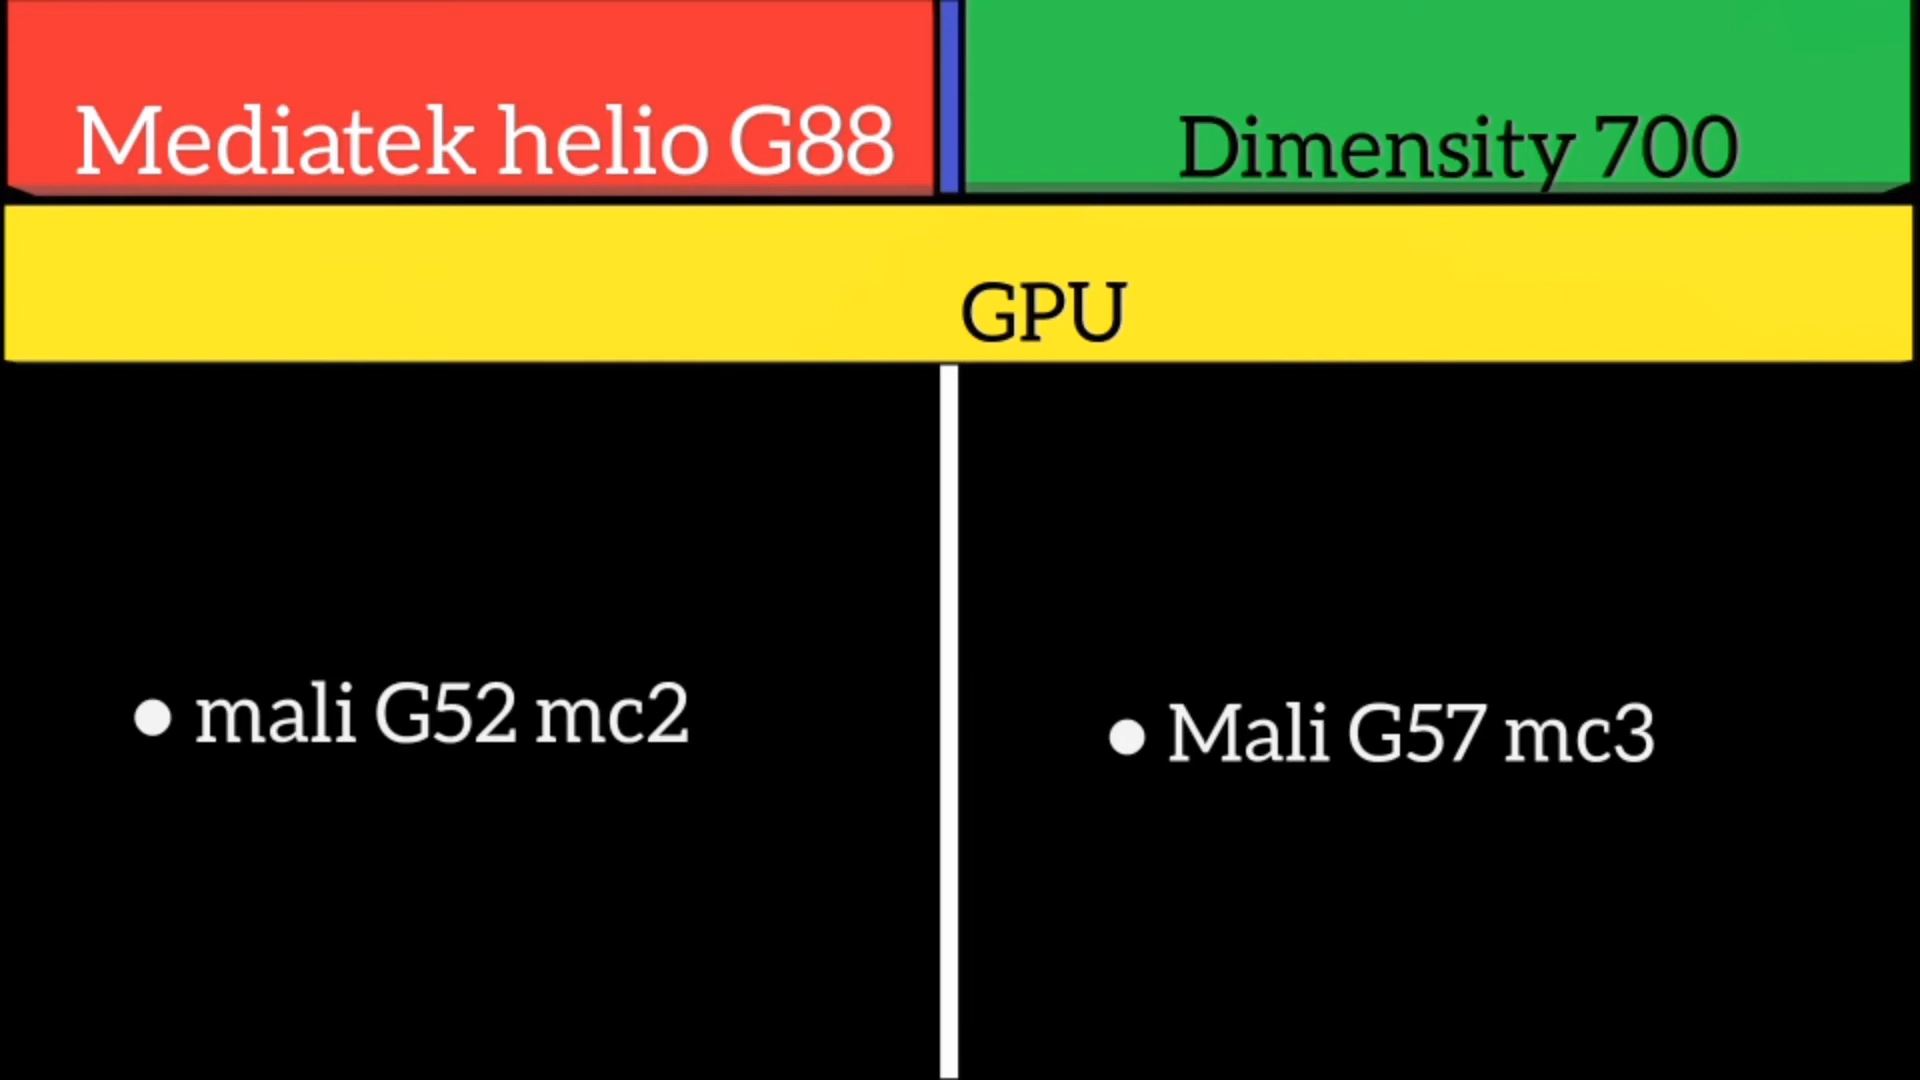 Mediatek helio G88
Dimensity 700
GPU
• mali G52 mc2
• Mali G57 mc3